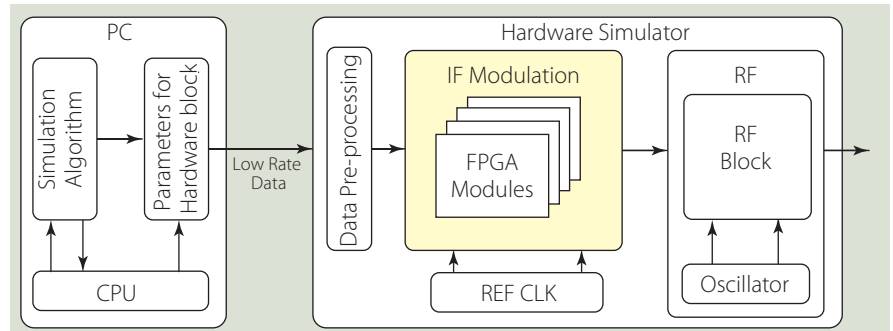 PC
Simulation
Algorithm
Parameters for
Hardware block
CPU
Low Rate
Data
Hardware Simulator
Data Pre-processing
IF Modulation
FPGA
Modules
REF CLK
RF
RF
Block
Oscillator